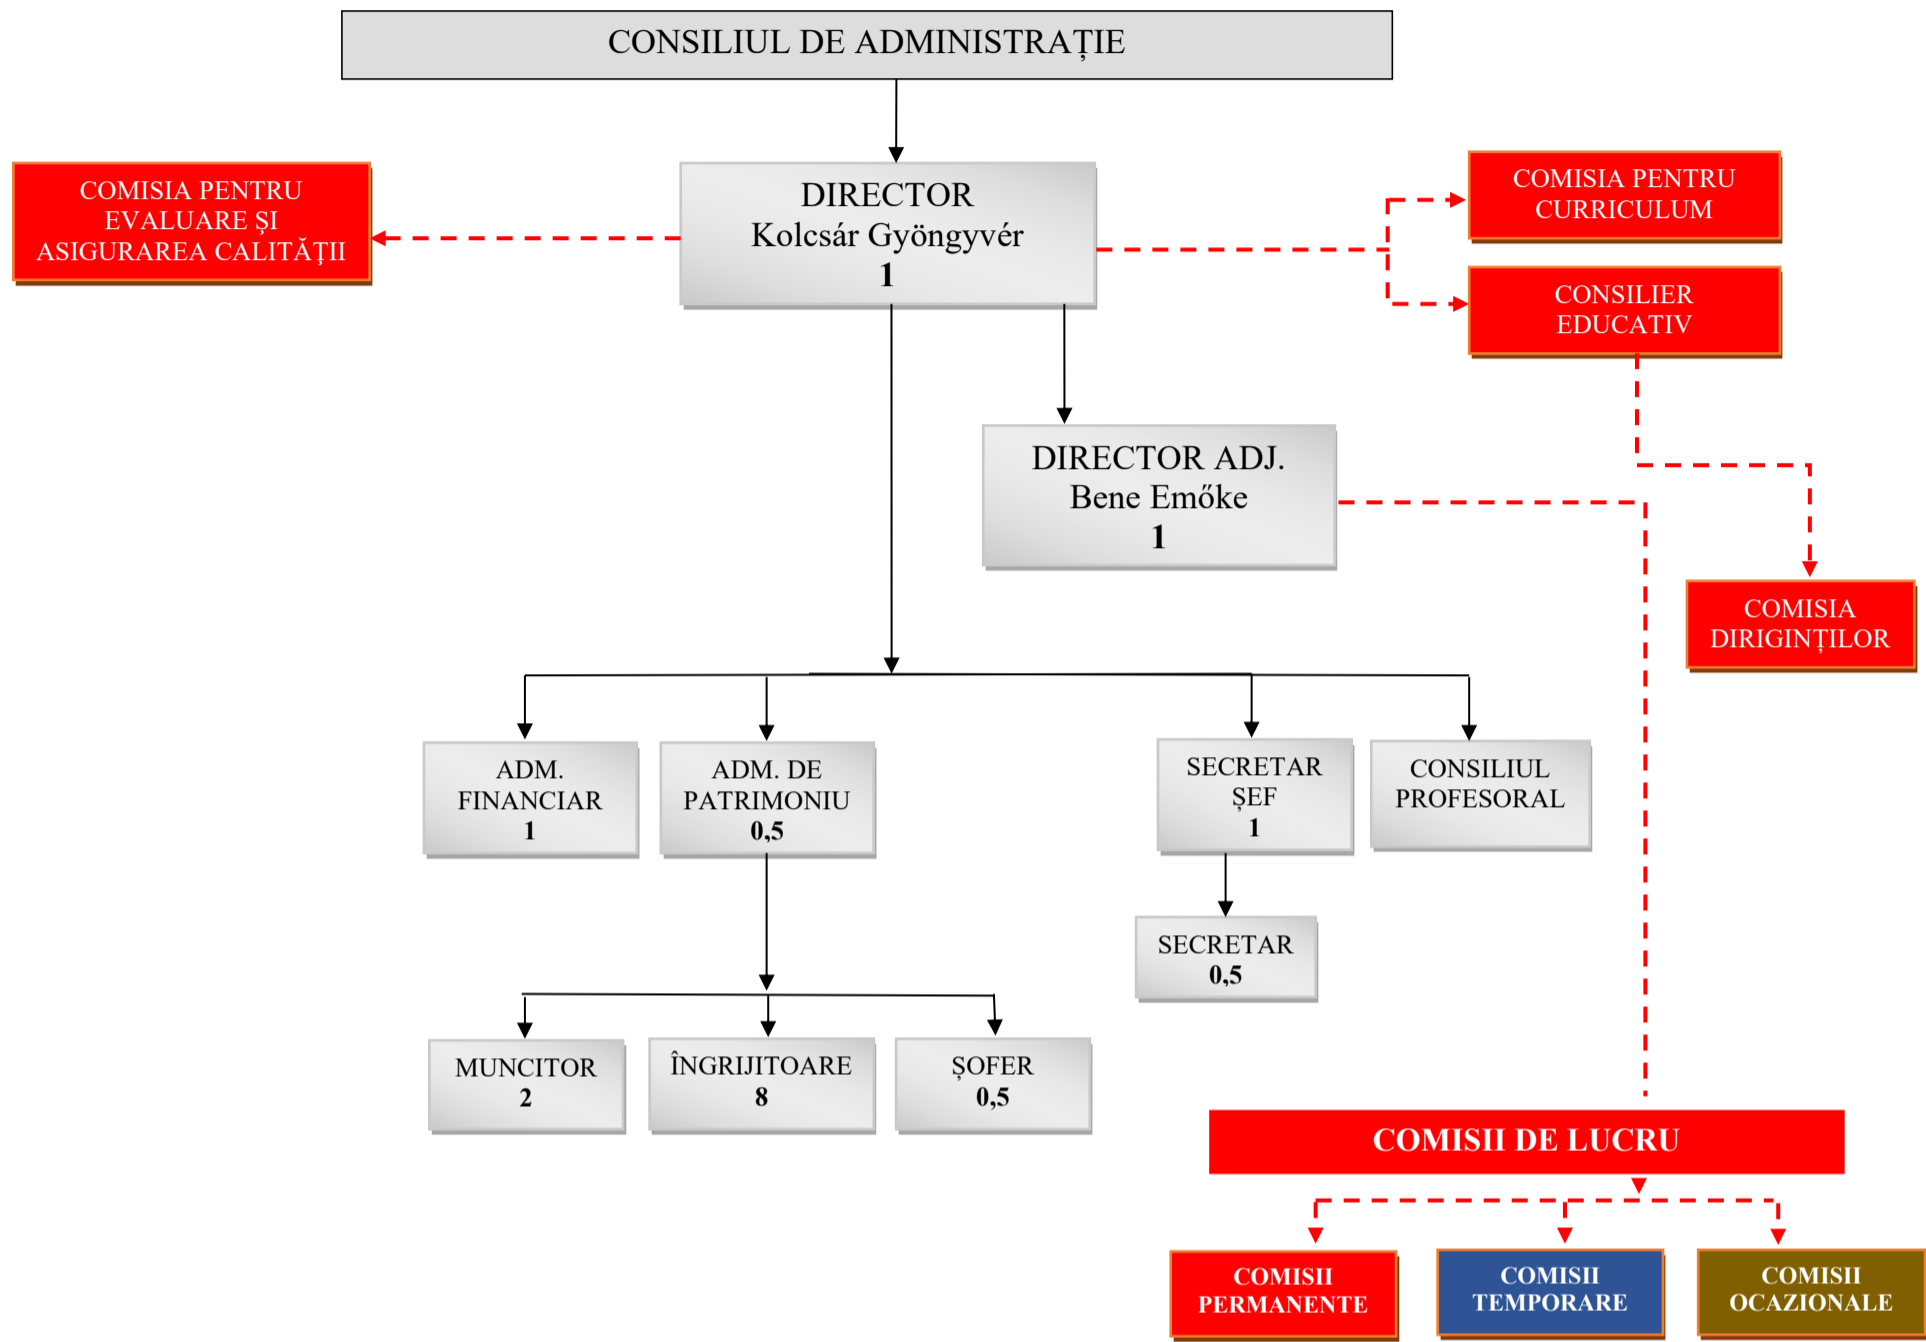 CONSILIUL DE ADMINISTRAȚIE
COMISIA PENTRU
EVALUARE ŞI
ASIGURAREA CALITĂŢII
DIRECTOR
Kolcsár Gyöngyvér
1
COMISIA PENTRU
CURRICULUM
CONSILIER
EDUCATIV
DIRECTOR ADJ.
Bene Emőke
1
COMISIA
DIRIGINȚILOR
ADM.
FINANCIAR
1
ADM. DE
PATRIMONIU
0,5
SECRETAR
ȘEF
1
CONSILIUL
PROFESORAL
SECRETAR
0,5
MUNCITOR
2
ÎNGRIJITOARE
8
ȘOFER
0,5
COMISII DE LUCRU
COMISII
PERMANENTE
COMISII
TEMPORARE
COMISII
OCAZIONALE